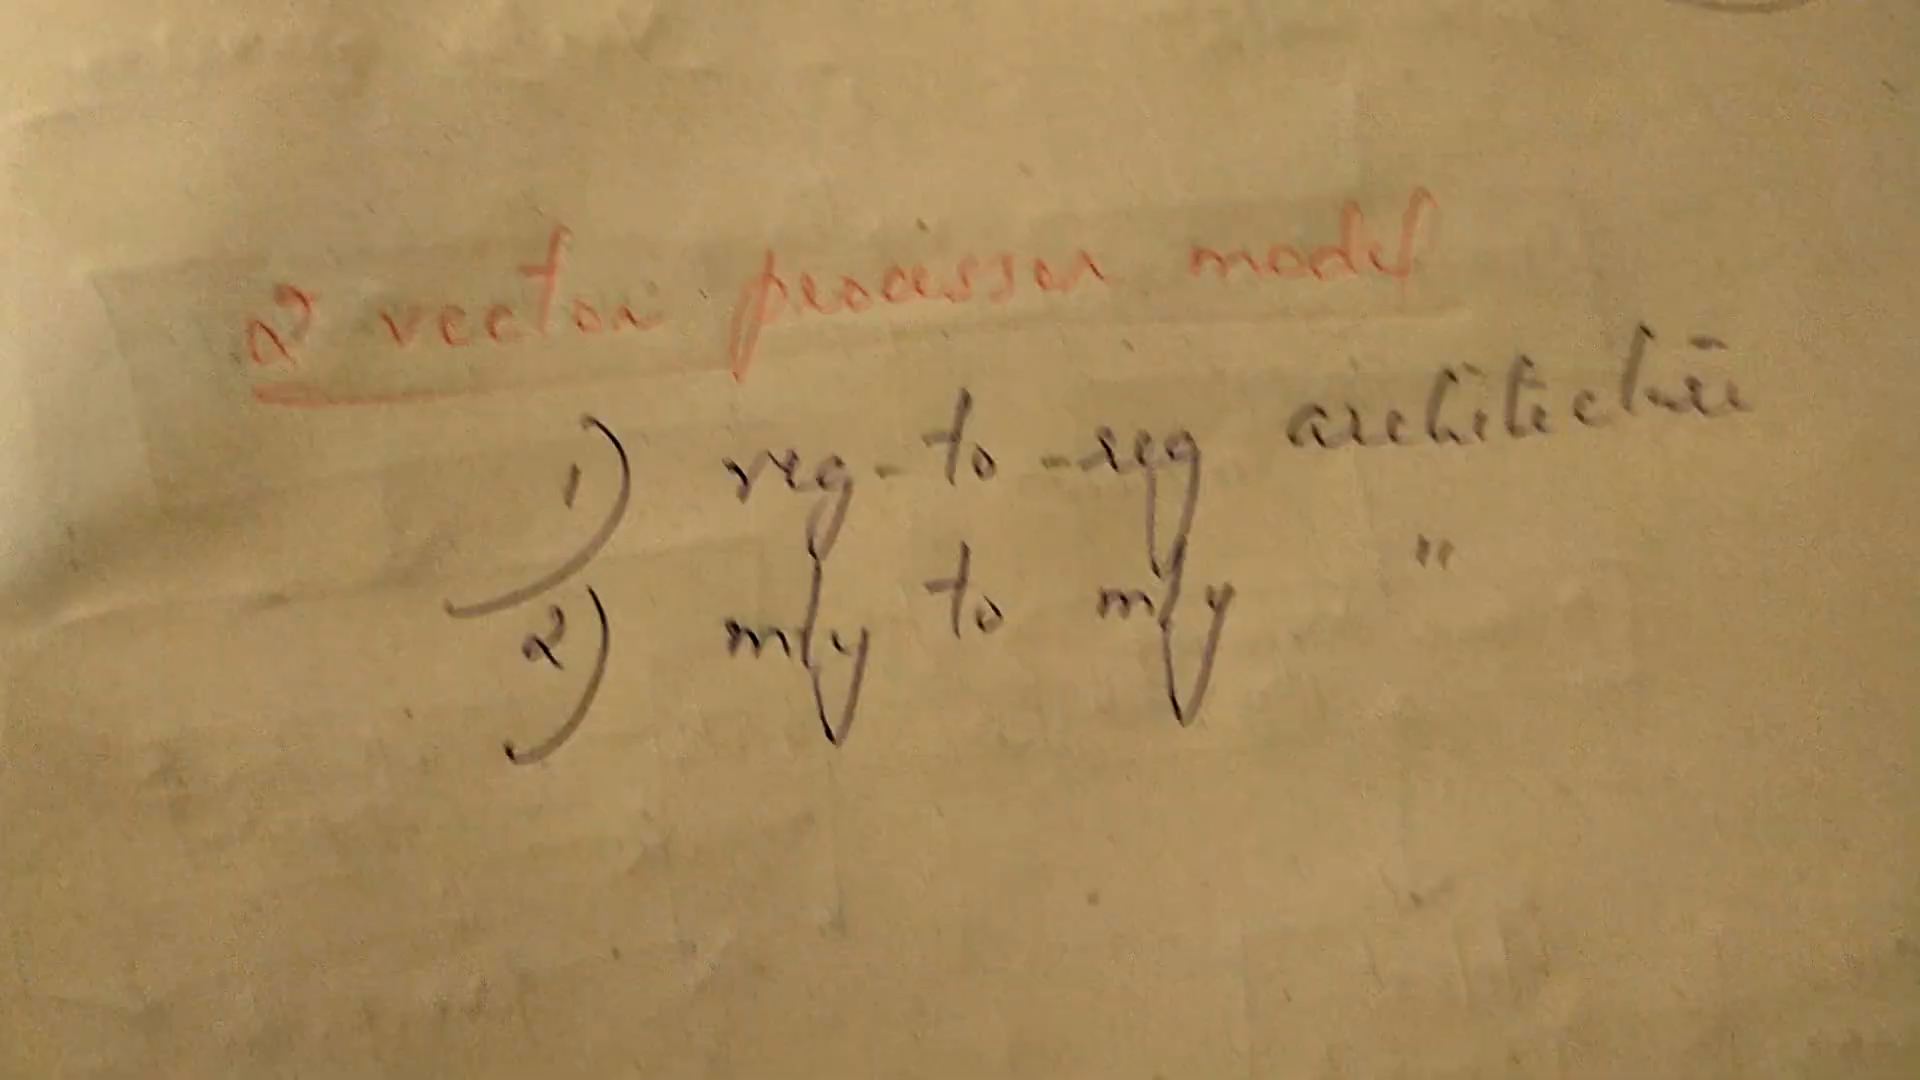 2 vector processor model
1) reg-to-reg architecture
2) m/y to m/y "